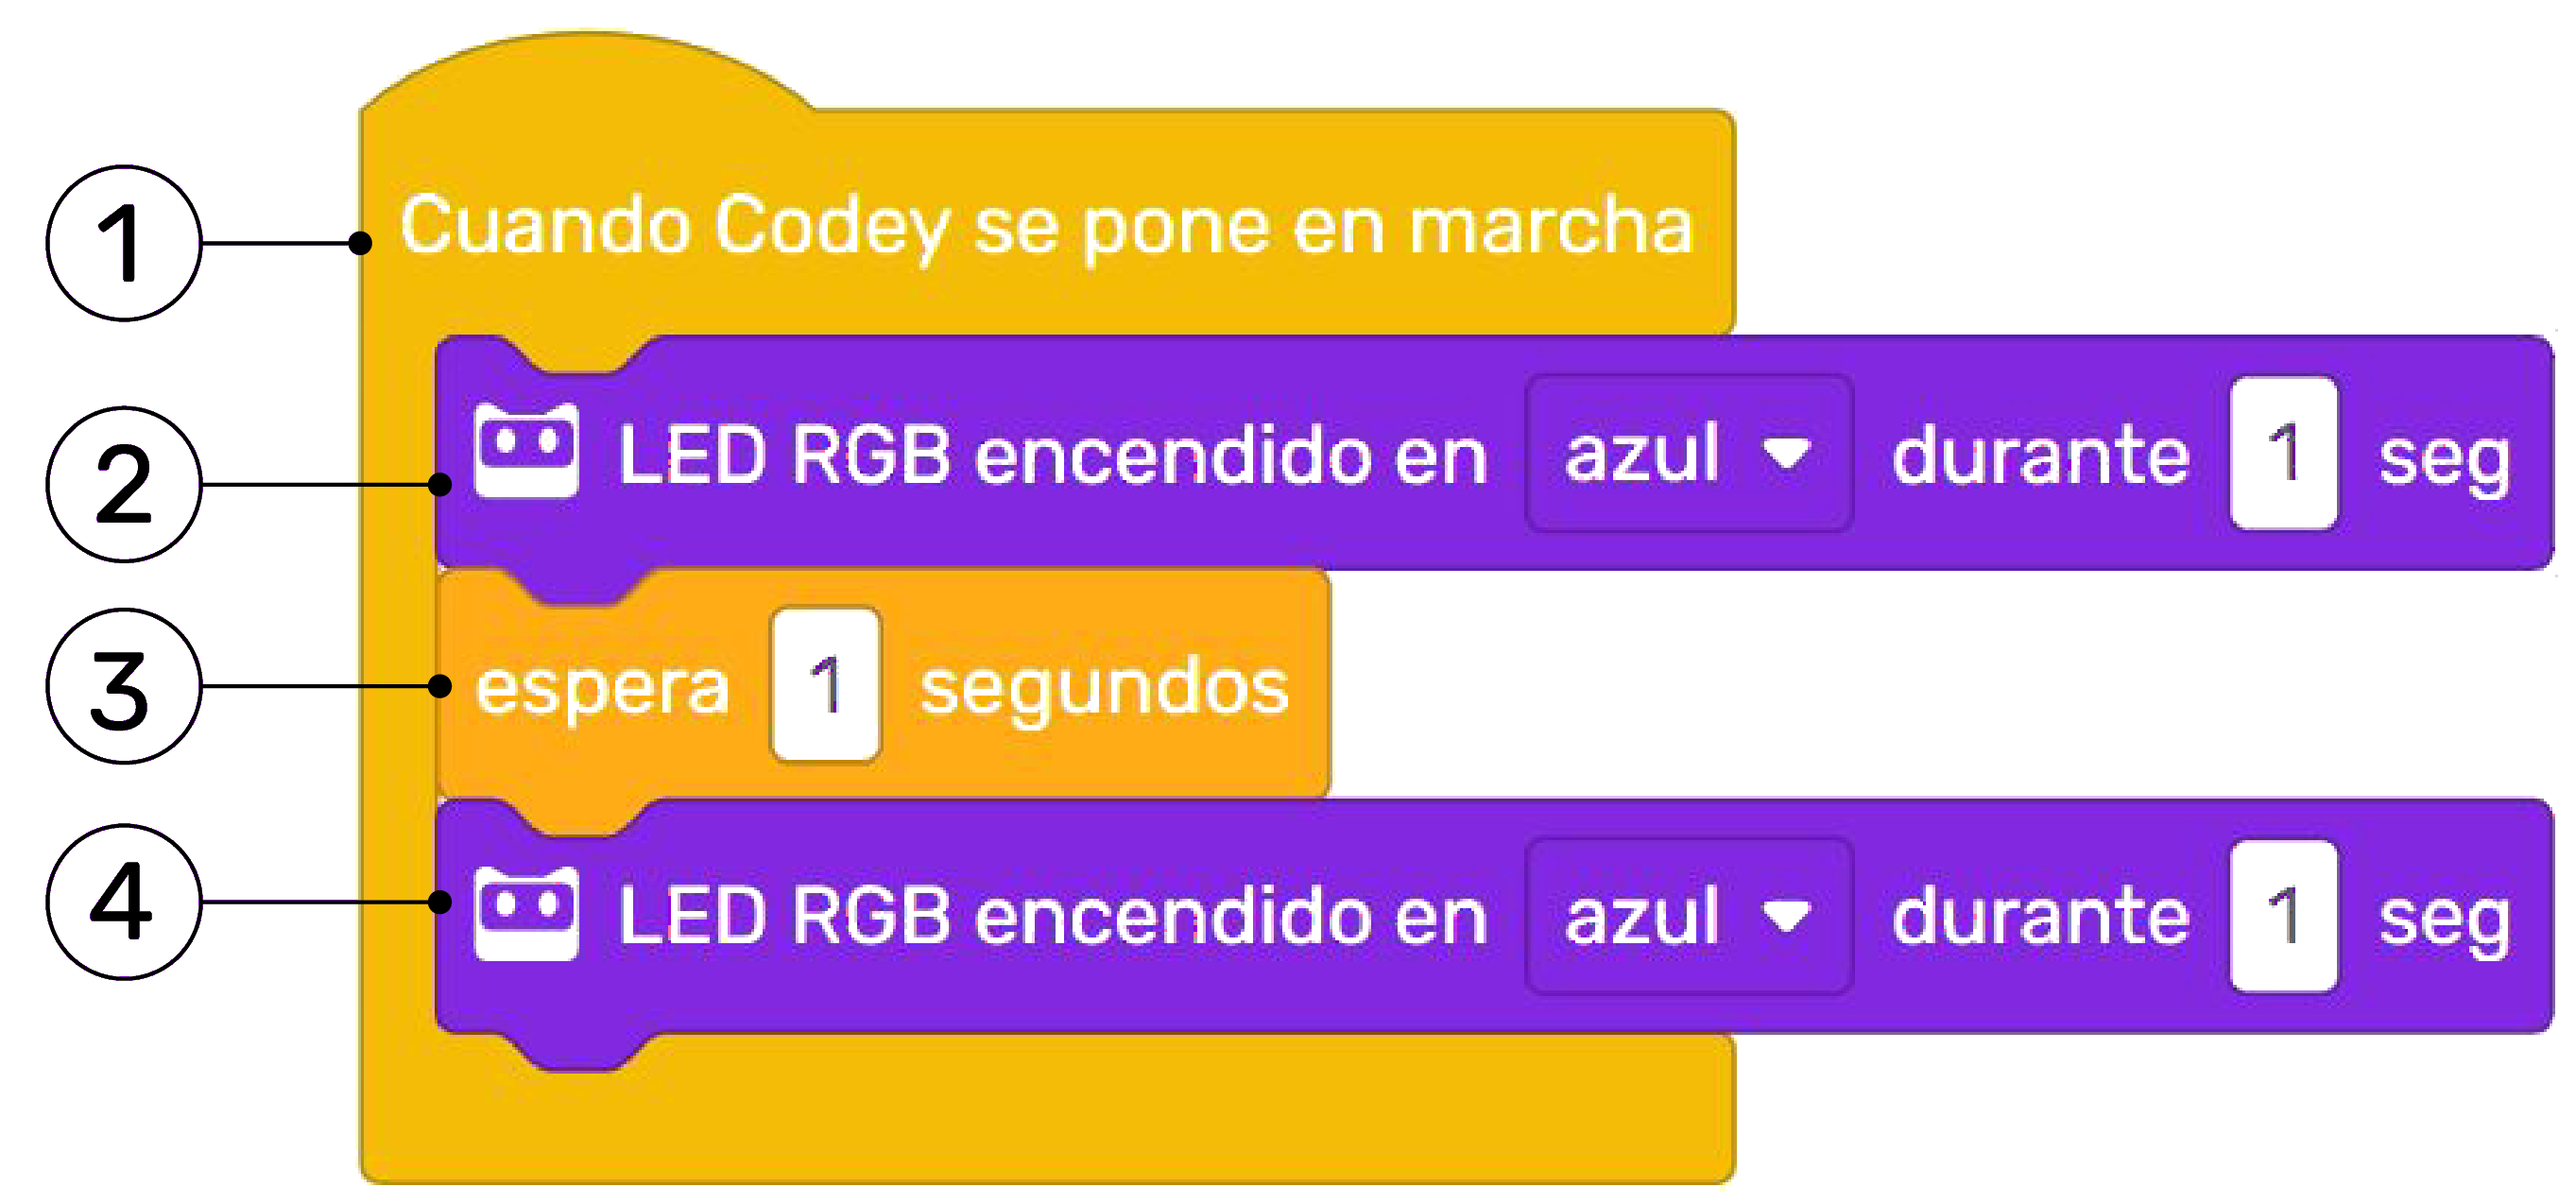 1 Cuando Codey se pone en marcha
2 LED RGB encendido en azul durante 1 seg
3 espera 1 segundos
4 LED RGB encendido en azul durante 1 seg